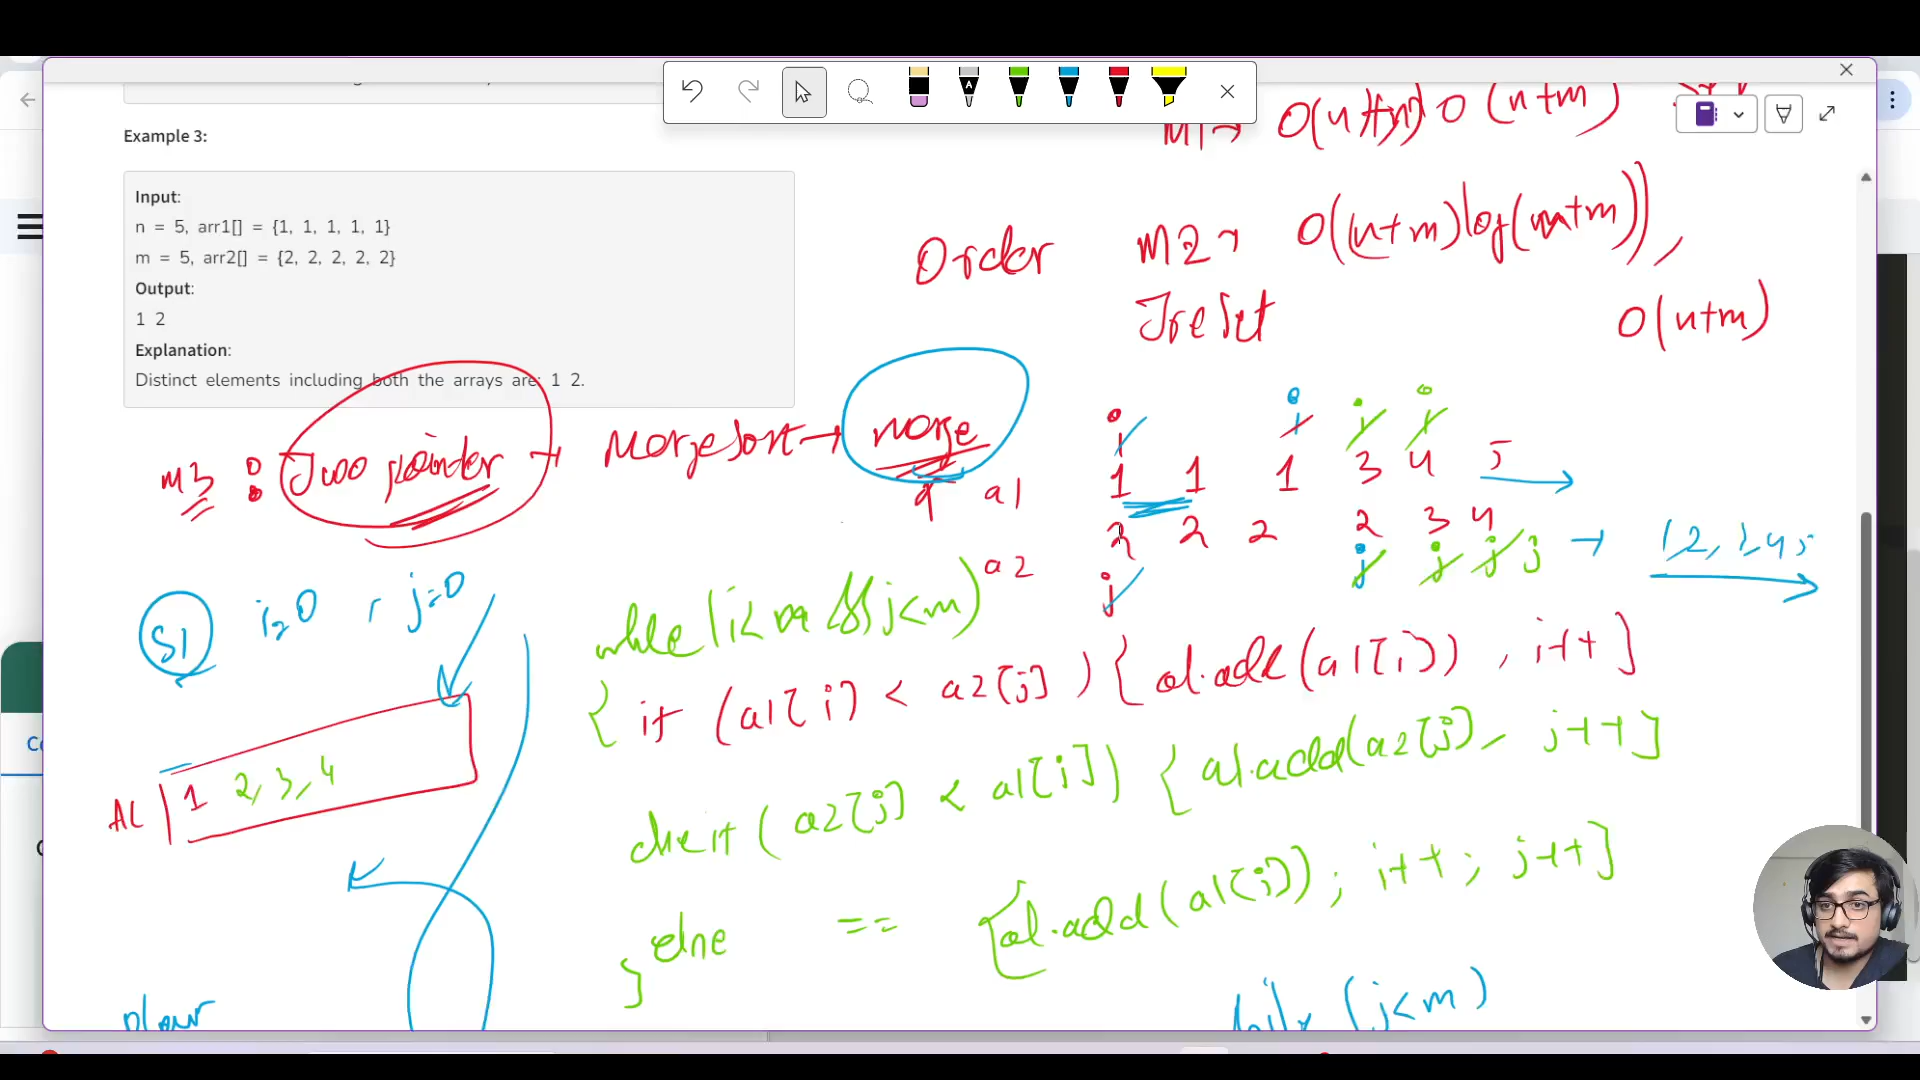 Example 3:
Input:
n = 5, arr1[] = {1, 1, 1, 1, 1}
m = 5, arr2[] = {2, 2, 2, 2, 2}
Output:
1 2
Explanation:
Distinct elements including both the arrays are: 1 2.
M1→ O(n+m) O(n+m)
Order M2→ O((n+m)log(n+m)),
TreeSet O(n+m)
M3 : Two pointer → MergeSort → merge
a1 1 1 1 3 4 5
a2 2 2 2 2 3 4 → 1,2,3,4,5
i i i i
j j j j j
S1 i=0, j=0
while(i<n && j<m)
{ if (a1[i] < a2[j]) { al.add(a1[i]), i++ }
else if (a2[j] < a1[i]) { al.add(a2[j]), j++ }
else == { al.add(a1[i]); i++; j++ }
}
AL 1 2, 3, 4
while (j<m)